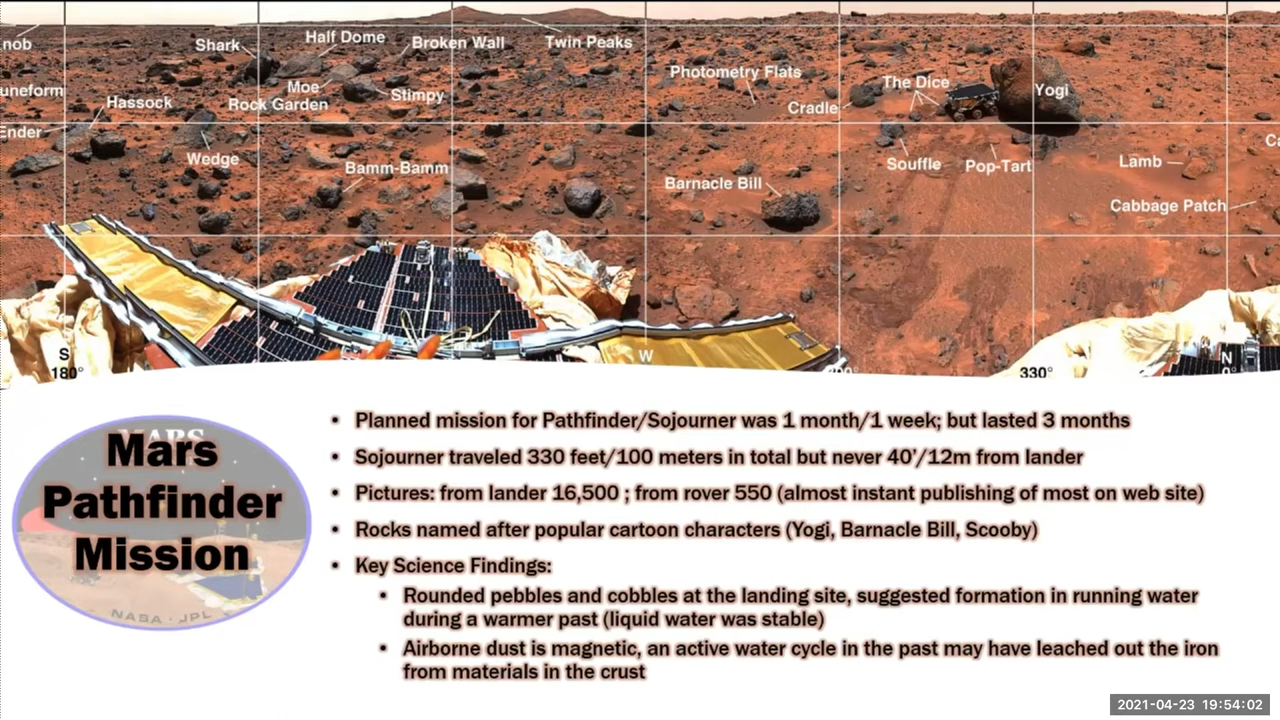 nob
Shark
Half Dome
Broken Wall
Twin Peaks
uneform
Hassock
Moe
Rock Garden
Stimpy
Photometry Flats
Cradle
The Dice
Yogi
Ender
Wedge
Bamm-Bamm
Barnacle Bill
Souffle
Pop-Tart
Lamb
Ca
Cabbage Patch
S
180°
W
330°
N
0°
MARS
Mars
Pathfinder
Mission
NASA · JPL
• Planned mission for Pathfinder/Sojourner was 1 month/1 week; but lasted 3 months
• Sojourner traveled 330 feet/100 meters in total but never 40’/12m from lander
• Pictures: from lander 16,500 ; from rover 550 (almost instant publishing of most on web site)
• Rocks named after popular cartoon characters (Yogi, Barnacle Bill, Scooby)
• Key Science Findings:
• Rounded pebbles and cobbles at the landing site, suggested formation in running water
during a warmer past (liquid water was stable)
• Airborne dust is magnetic, an active water cycle in the past may have leached out the iron
from materials in the crust
2021-04-23 19:54:02